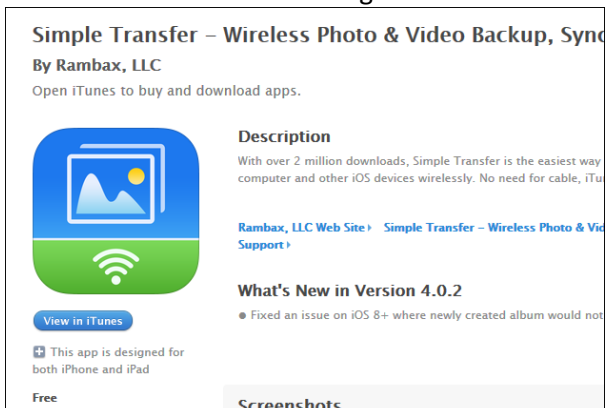 Simple Transfer – Wireless Photo & Video Backup, Sync
By Rambax, LLC
Open iTunes to buy and download apps.
Description
With over 2 million downloads, Simple Transfer is the easiest way
computer and other iOS devices wirelessly. No need for cable,
Rambax, LLC Web Site Simple Transfer – Wireless Photo &
Support
What's New in Version 4.0.2
● Fixed an issue on iOS 8+ where newly created album would not
View in iTunes
This app is designed for
both iPhone and iPad
Free
Screenshots